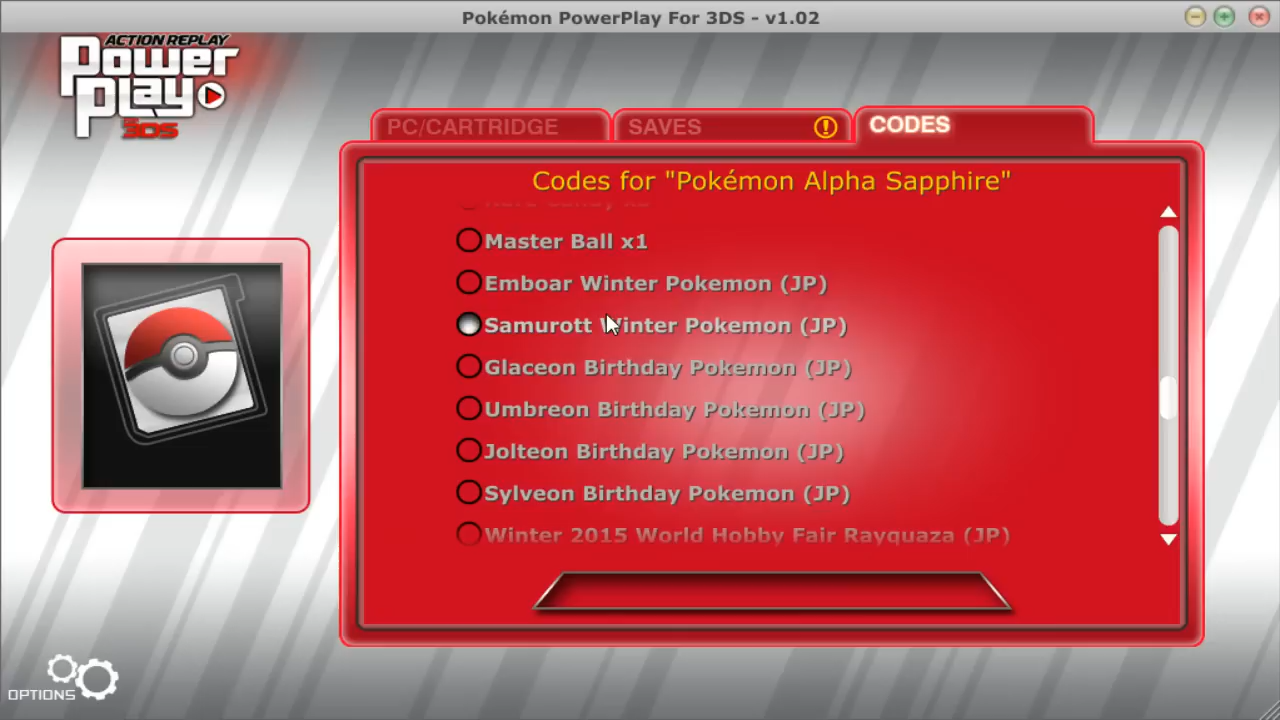 Pokémon PowerPlay For 3DS - v1.02
ACTION REPLAY
Power
Play
3DS
PC/CARTRIDGE
SAVES
!
CODES
Codes for "Pokémon Alpha Sapphire"
Master Ball x1
Emboar Winter Pokemon (JP)
Samurott Winter Pokemon (JP)
Glaceon Birthday Pokemon (JP)
Umbreon Birthday Pokemon (JP)
Jolteon Birthday Pokemon (JP)
Sylveon Birthday Pokemon (JP)
Winter 2015 World Hobby Fair Rayquaza (JP)
OPTIONS